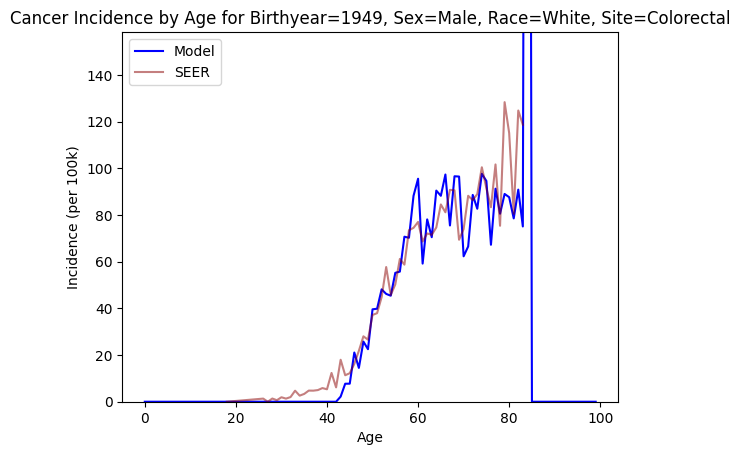 Cancer Incidence by Age for Birthyear=1949, Sex=Male, Race=White, Site=Colorectal
Model
SEER
Incidence (per 100k)
140
120
100
80
60
40
20
0
0 20 40 60 80 100
Age